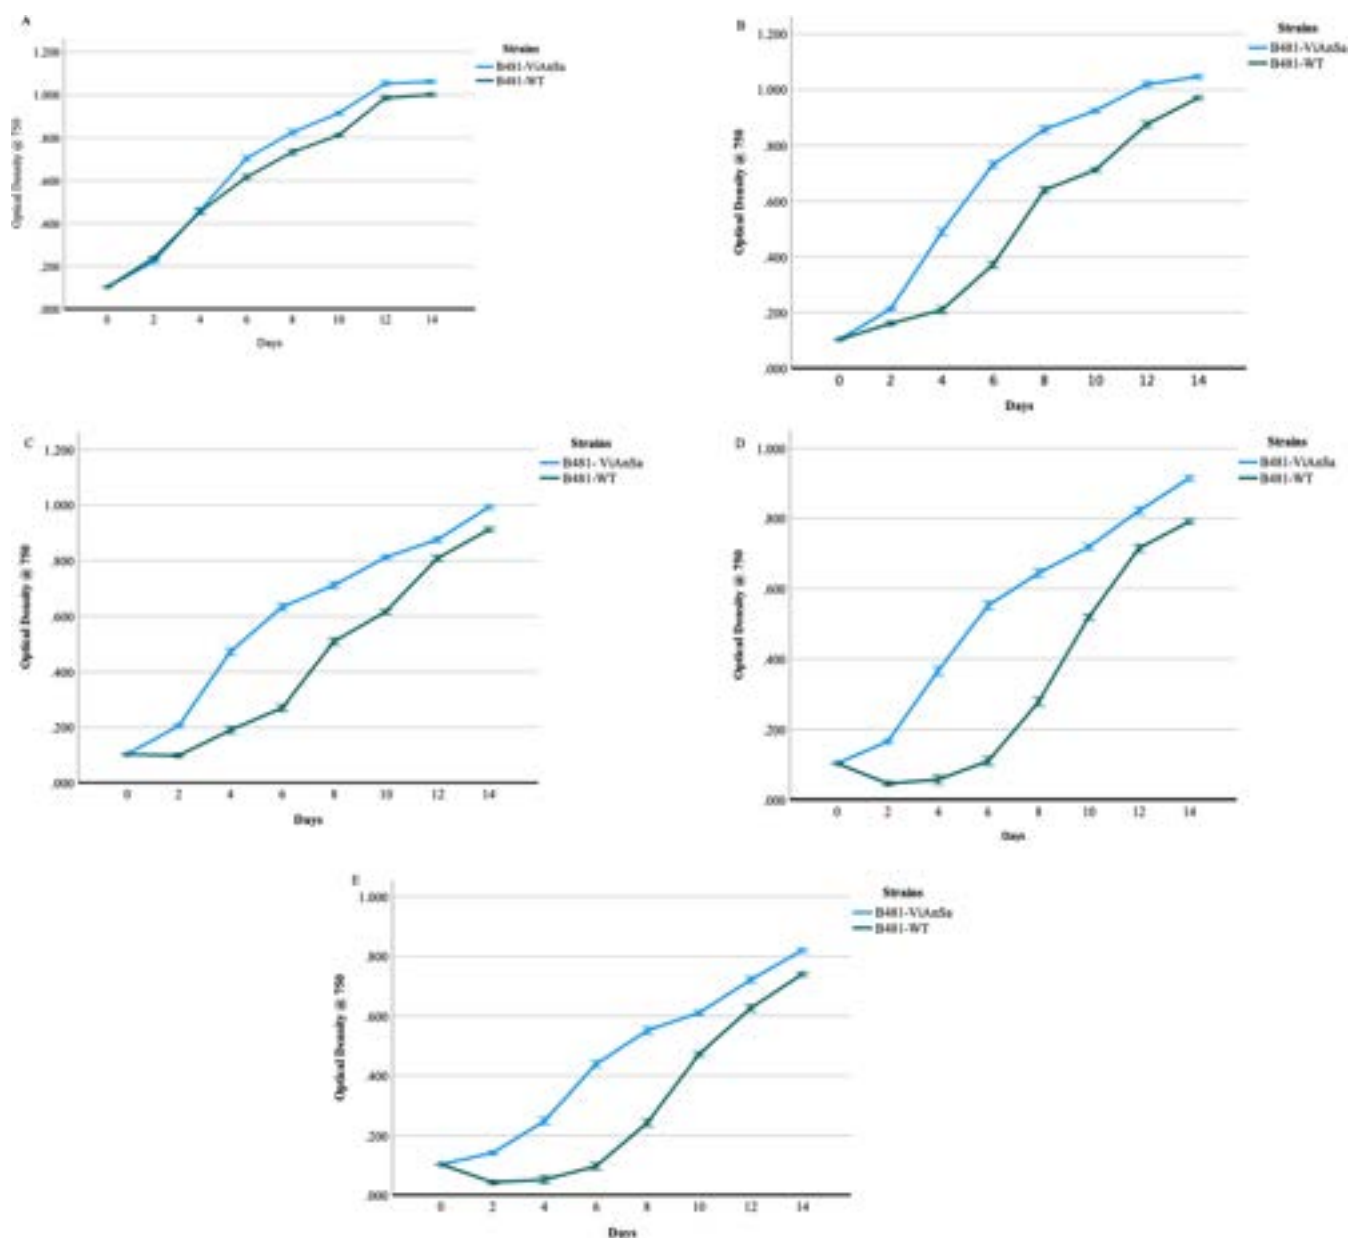 A
Strains
B481-ViAnSa
B481-WT
1.200
1.000
.800
.600
.400
.200
.000
Optical Density @ 750
0 2 4 6 8 10 12 14
Days
B
Strains
B481-ViAnSa
B481-WT
1.200
1.000
.800
.600
.400
.200
.000
Optical Density @ 750
0 2 4 6 8 10 12 14
Days
C
Strains
B481- ViAnSa
B481-WT
1.200
1.000
.800
.600
.400
.200
.000
Optical Density @ 750
0 2 4 6 8 10 12 14
Days
D
Strains
B481-ViAnSa
B481-WT
1.000
.800
.600
.400
.200
.000
Optical Density @ 750
0 2 4 6 8 10 12 14
Days
E
Strains
B481-ViAnSa
B481-WT
1.000
.800
.600
.400
.200
.000
Optical Density @ 750
0 2 4 6 8 10 12 14
Days